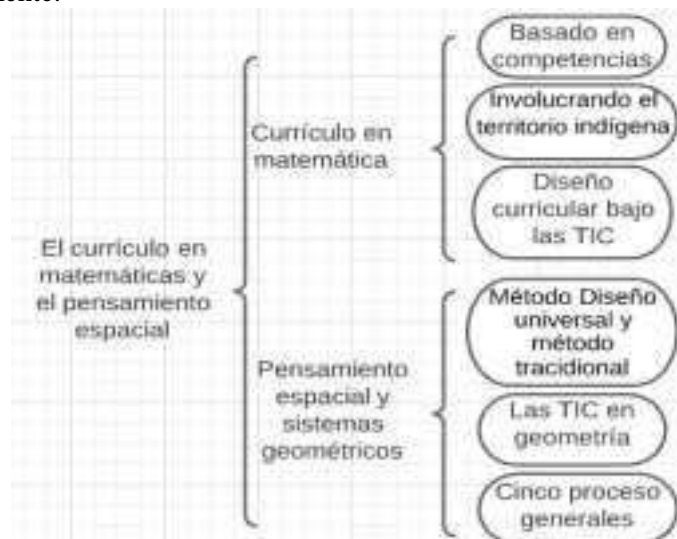 Basado en
competencias
Involucrando el
territorio indígena
Currículo en
matemática
Diseño
curricular bajo
las TIC
El currículo en
matemáticas y
el pensamiento
espacial
Método Diseño
universal y
método
tracidional
Pensamiento
espacial y
sistemas
geométricos
Las TIC en
geometría
Cinco proceso
generales